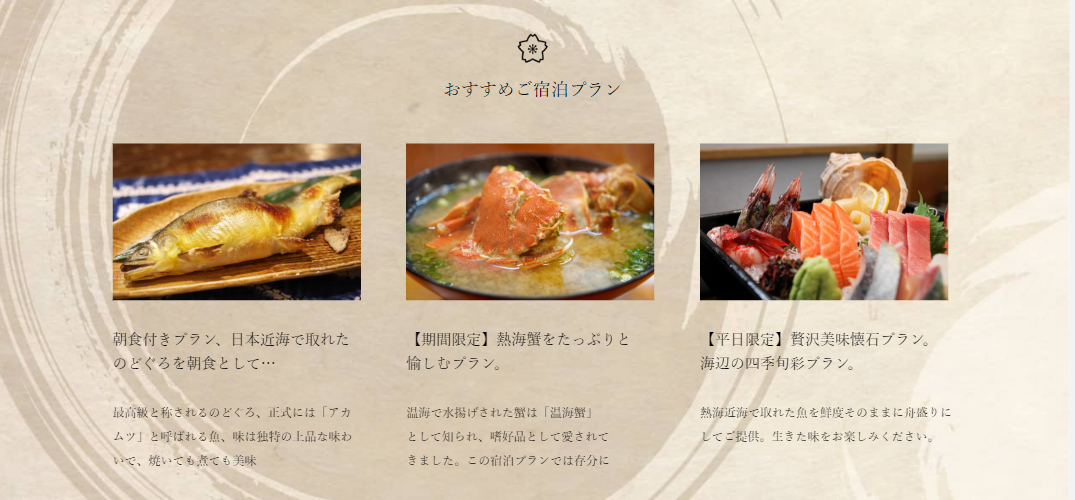 おすすめご宿泊プラン
朝食付きプラン、日本近海で取れた
のどぐろを朝食として…
最高級と称されるのどぐろ、正式には「アカ
ムツ」と呼ばれる魚、味は独特の上品な味わ
いで、焼いても煮ても美味
【期間限定】熱海蟹をたっぷりと
愉しむプラン。
温海で水揚げされた蟹は「温海蟹」
として知られ、嗜好品として愛されて
きました。この宿泊プランでは存分に
【平日限定】贅沢美味懐石プラン。
海辺の四季旬彩プラン。
熱海近海で取れた魚を鮮度そのままに舟盛りに
してご提供。生きた味をお楽しみください。